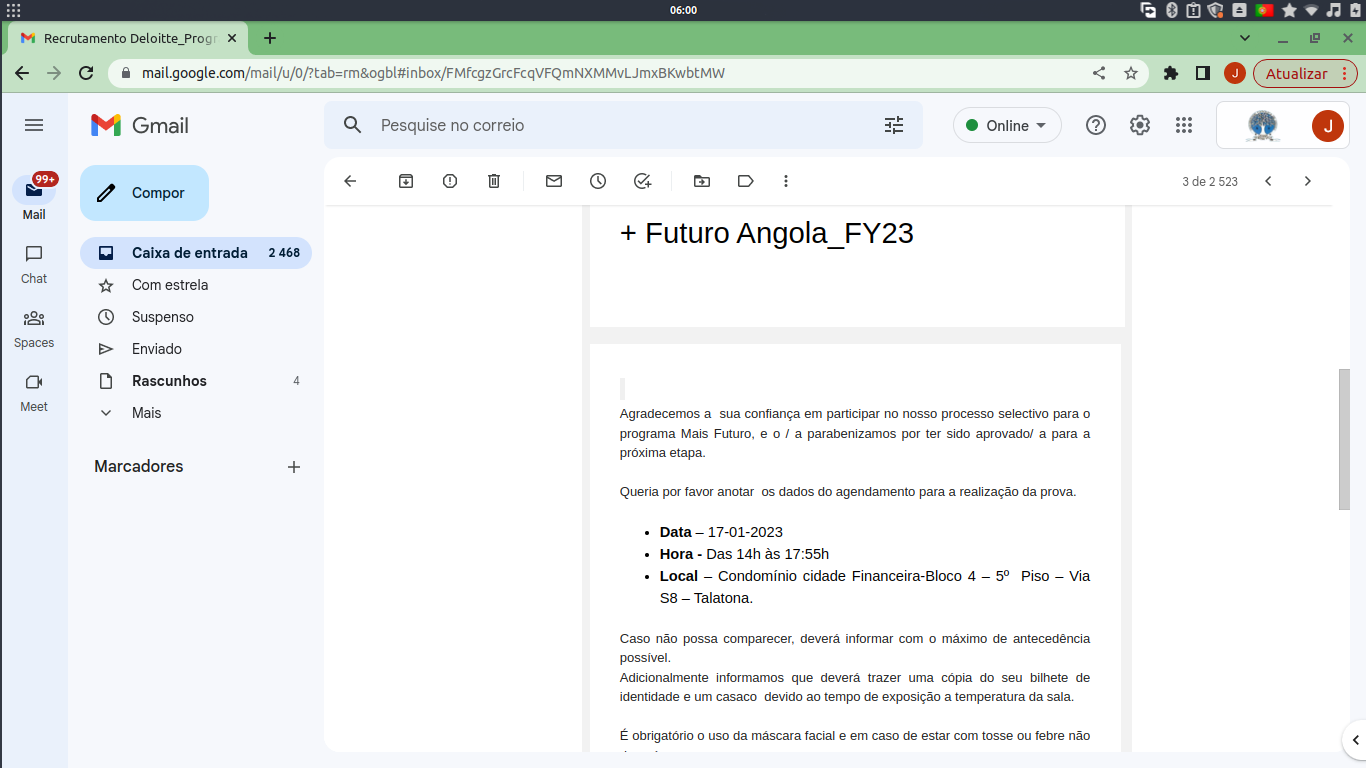 06:00
Recrutamento Deloitte_Progr
mail.google.com/mail/u/0/?tab=rm&ogbl#inbox/FMfcgzGrcFcqVFQmNXMMvLJmxBKwbtMW
J
Atualizar
Gmail
Pesquise no correio
Online
J
99+
Mail
Chat
Spaces
Meet
Compor
Caixa de entrada 2 468
Com estrela
Suspenso
Enviado
Rascunhos 4
Mais
Marcadores
3 de 2 523
+ Futuro Angola_FY23
Agradecemos a sua confiança em participar no nosso processo selectivo para o
programa Mais Futuro, e o / a parabenizamos por ter sido aprovado/ a para a
próxima etapa.
Queria por favor anotar os dados do agendamento para a realização da prova.
• Data – 17-01-2023
• Hora - Das 14h às 17:55h
• Local – Condomínio cidade Financeira-Bloco 4 – 5º Piso – Via
S8 – Talatona.
Caso não possa comparecer, deverá informar com o máximo de antecedência
possível.
Adicionalmente informamos que deverá trazer uma cópia do seu bilhete de
identidade e um casaco devido ao tempo de exposição a temperatura da sala.
É obrigatório o uso da máscara facial e em caso de estar com tosse ou febre não